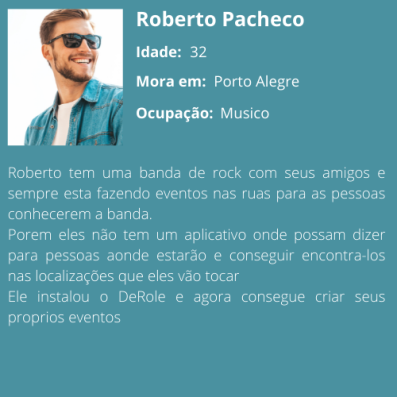 Roberto Pacheco
Idade: 32
Mora em: Porto Alegre
Ocupação: Musico
Roberto tem uma banda de rock com seus amigos e
sempre esta fazendo eventos nas ruas para as pessoas
conhecerem a banda.
Porem eles não tem um aplicativo onde possam dizer
para pessoas aonde estarão e conseguir encontra-los
nas localizações que eles vão tocar
Ele instalou o DeRole e agora consegue criar seus
proprios eventos